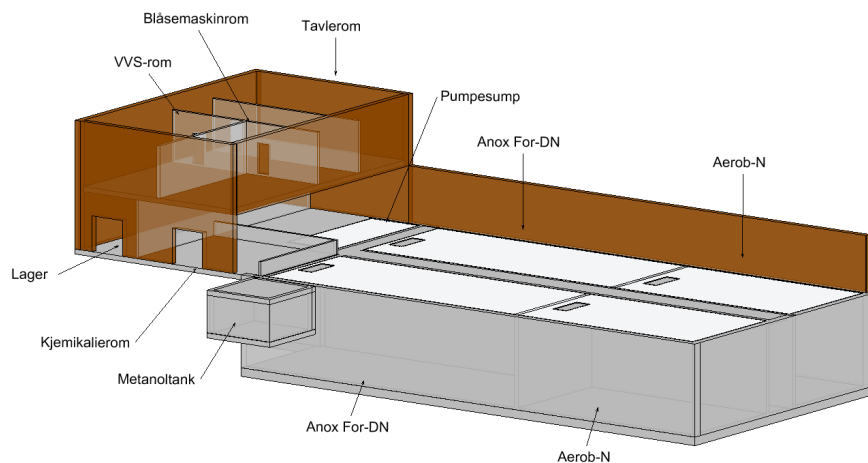 Blåsemaskinrom
Tavlerom
VVS-rom
Pumpesump
Anox For-DN
Aerob-N
Lager
Kjemikalierom
Metanoltank
Anox For-DN
Aerob-N